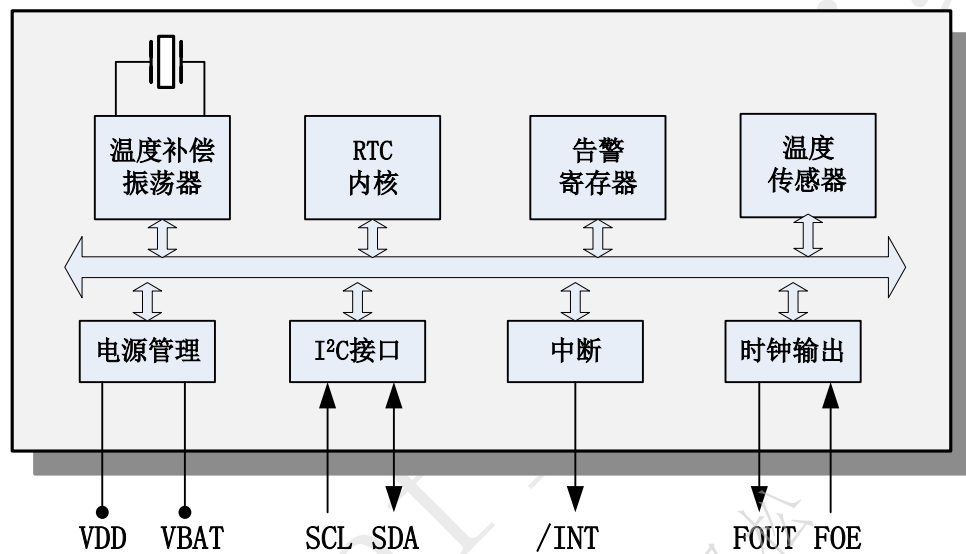 温度补偿
振荡器
RTC
内核
告警
寄存器
温度
传感器
电源管理
I²C接口
中断
时钟输出
VDD VBAT SCL SDA /INT FOUT FOE